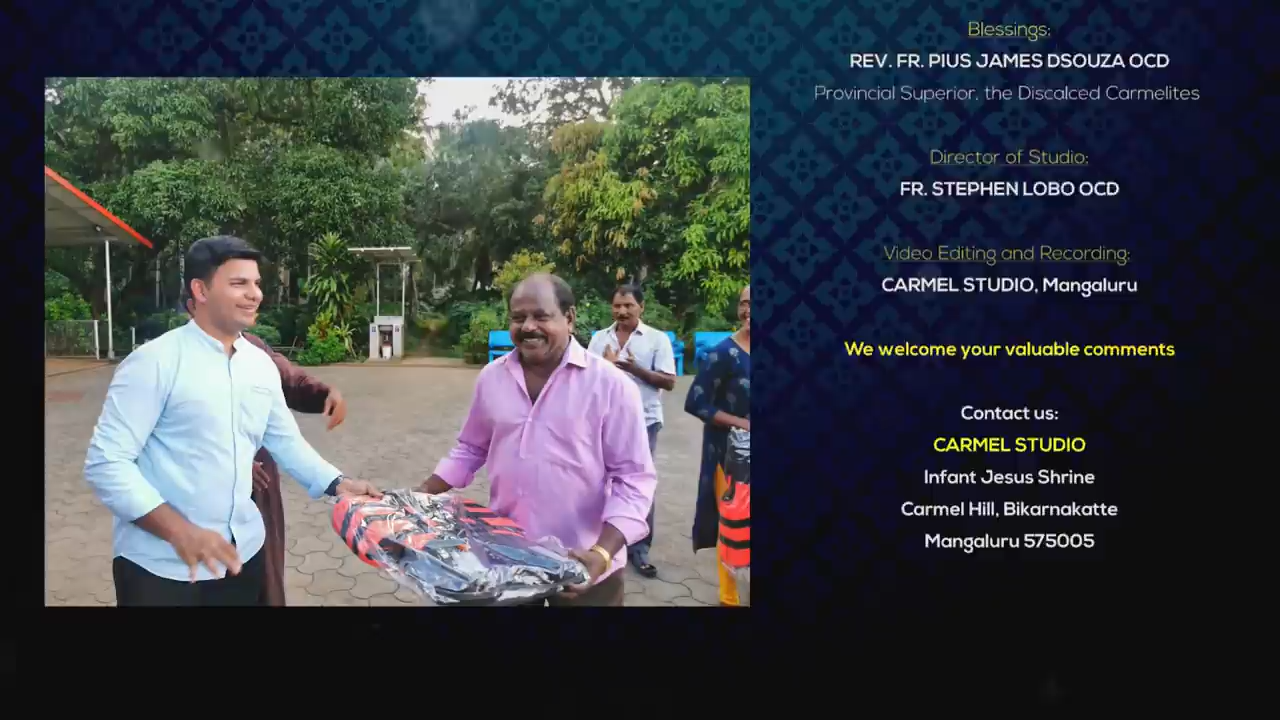 Blessings:
REV. FR. PIUS JAMES DSOUZA OCD
Provincial Superior, the Discalced Carmelites
Director of Studio:
FR. STEPHEN LOBO OCD
Video Editing and Recording:
CARMEL STUDIO, Mangaluru
We welcome your valuable comments
Contact us:
CARMEL STUDIO
Infant Jesus Shrine
Carmel Hill, Bikarnakatte
Mangaluru 575005